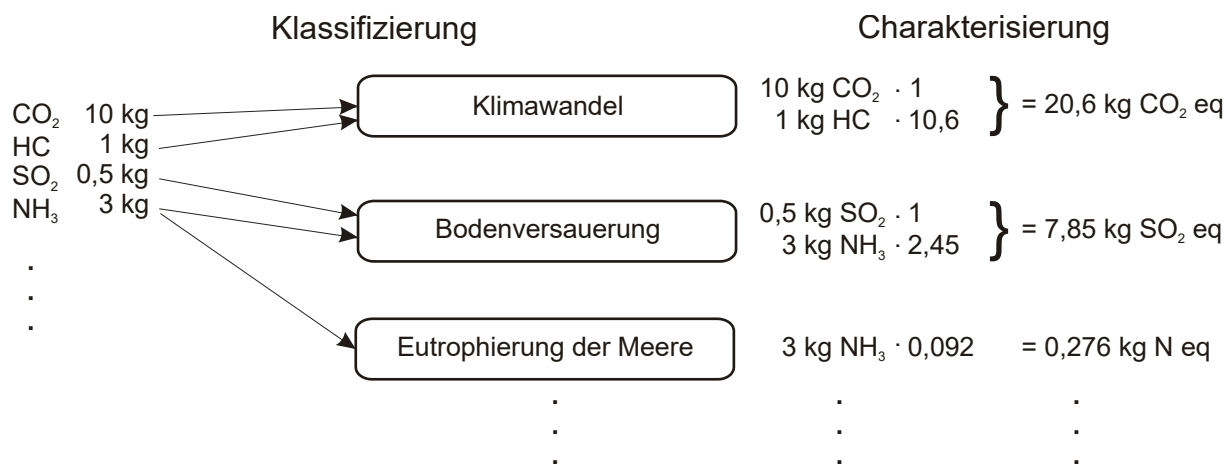 Klassifizierung
Charakterisierung
CO₂ 10 kg
HC 1 kg
SO₂ 0,5 kg
NH₃ 3 kg
.
.
.
Klimawandel
10 kg CO₂ · 1
1 kg HC · 10,6
} = 20,6 kg CO₂ eq
Bodenversauerung
0,5 kg SO₂ · 1
3 kg NH₃ · 2,45
} = 7,85 kg SO₂ eq
Eutrophierung der Meere
3 kg NH₃ · 0,092 = 0,276 kg N eq
. . .
. . .
. . .